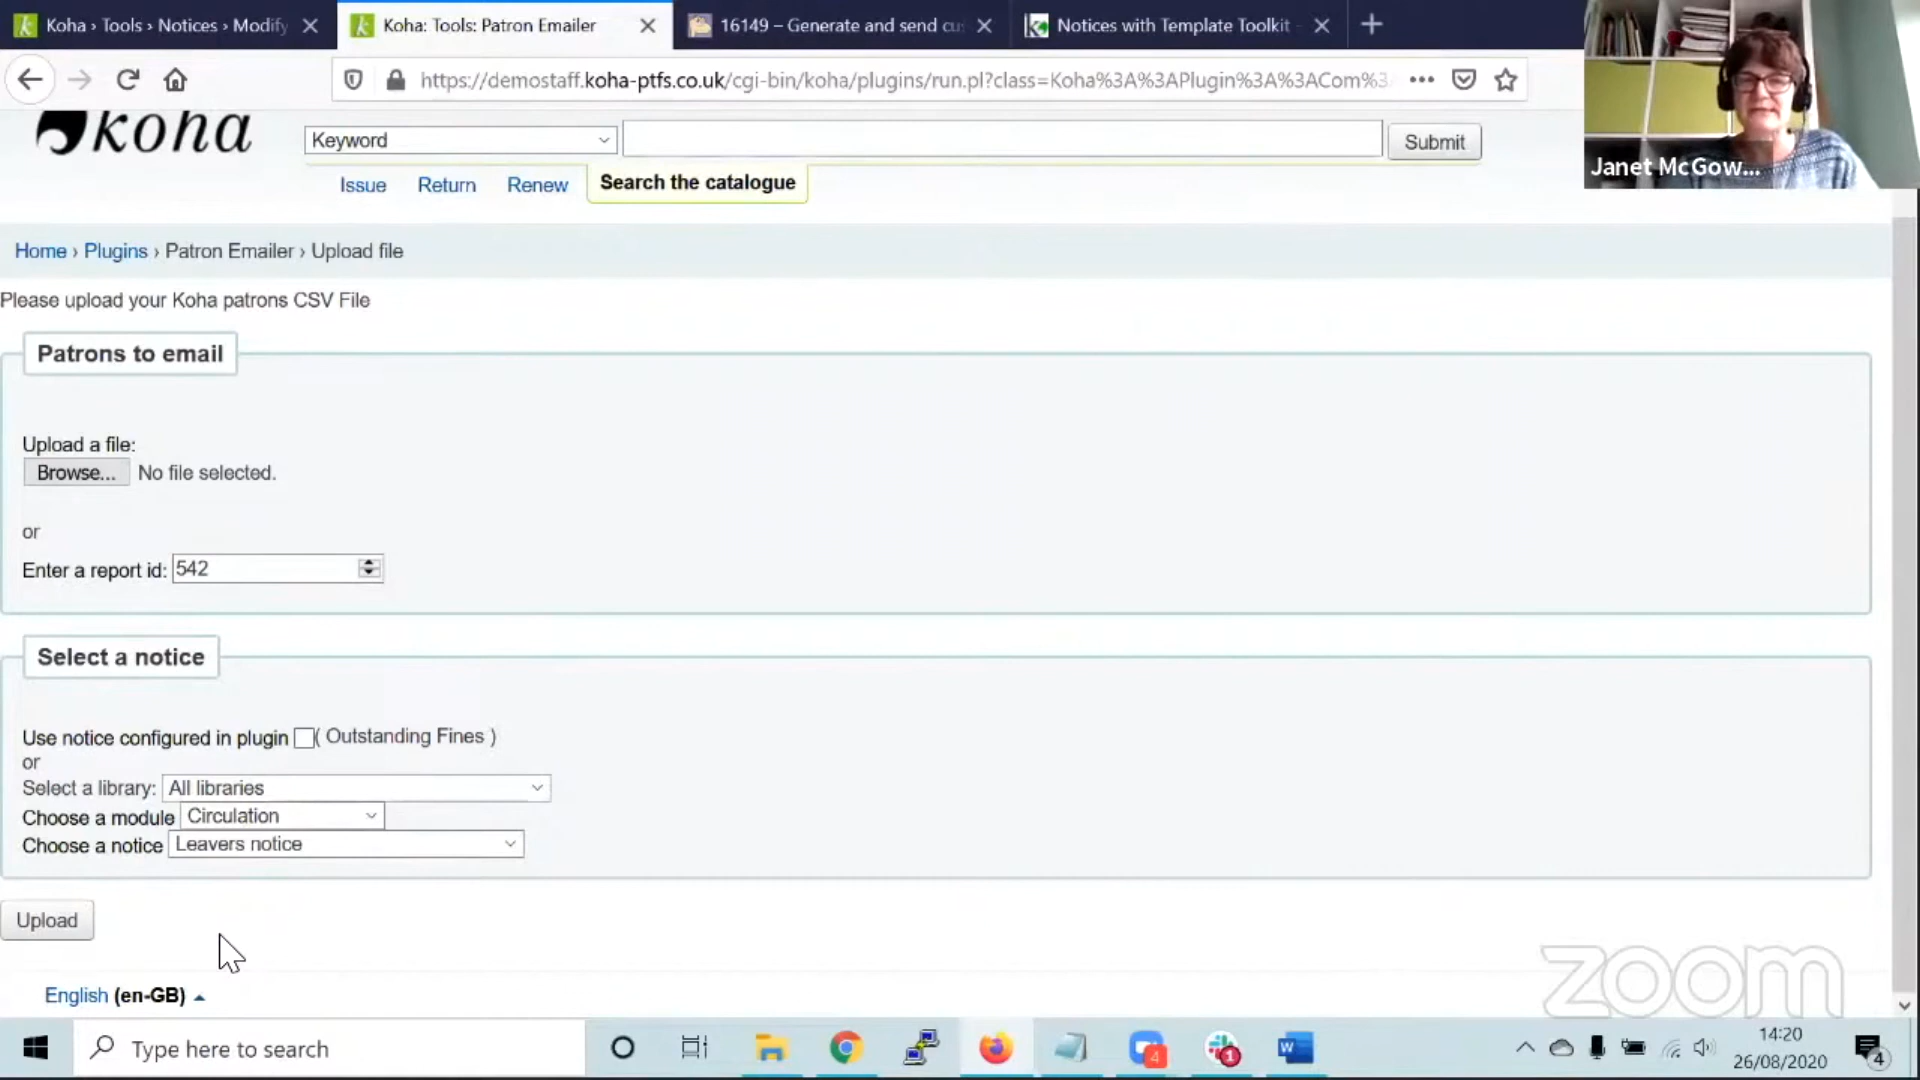 Koha › Tools › Notices › Modify
Koha: Tools: Patron Emailer
16149 – Generate and send cu
Notices with Template Toolkit
https://demostaff.koha-ptfs.co.uk/cgi-bin/koha/plugins/run.pl?class=Koha%3A%3APlugin%3A%3ACom%3
Janet McGow...
koha
Keyword
Submit
Issue
Return
Renew
Search the catalogue
Home › Plugins › Patron Emailer › Upload file
Please upload your Koha patrons CSV File
Patrons to email
Upload a file:
Browse... No file selected.
or
Enter a report id: 542
Select a notice
Use notice configured in plugin ( Outstanding Fines )
or
Select a library: All libraries
Choose a module Circulation
Choose a notice Leavers notice
Upload
zoom
English (en-GB)
Type here to search
4
1
14:20
26/08/2020
4